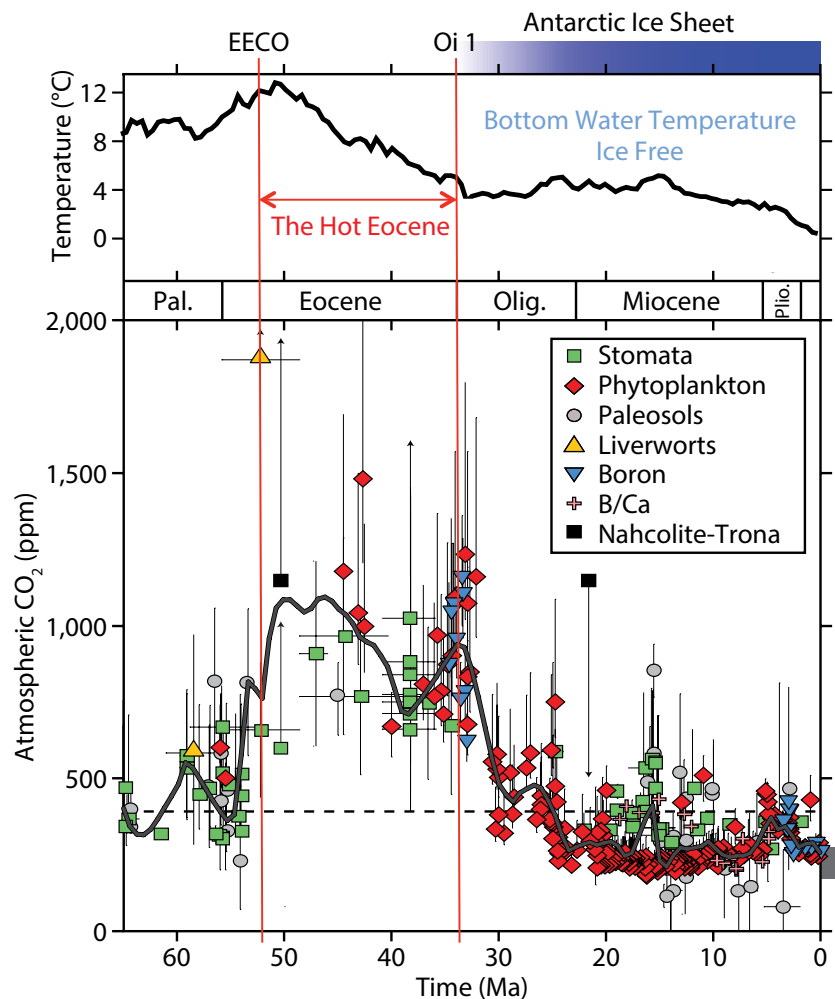 Antarctic Ice Sheet
EECO
Oi 1
Temperature (°C)
12
8
4
0
Bottom Water Temperature
Ice Free
The Hot Eocene
Pal.
Eocene
Olig.
Miocene
Plio.
Atmospheric CO₂ (ppm)
2,000
1,500
1,000
500
0
Stomata
Phytoplankton
Paleosols
Liverworts
Boron
B/Ca
Nahcolite-Trona
60
50
40
30
20
10
0
Time (Ma)